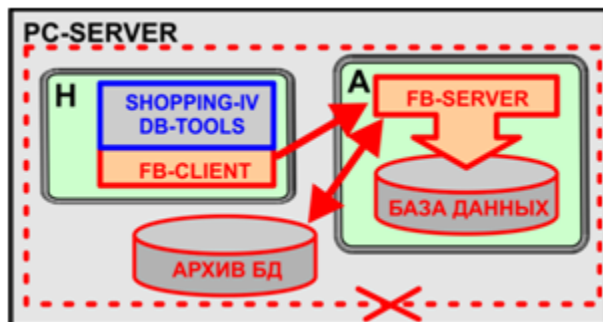 PC-SERVER
H
SHOPPING-IV
DB-TOOLS
FB-CLIENT
A
FB-SERVER
БАЗА ДАННЫХ
АРХИВ БД